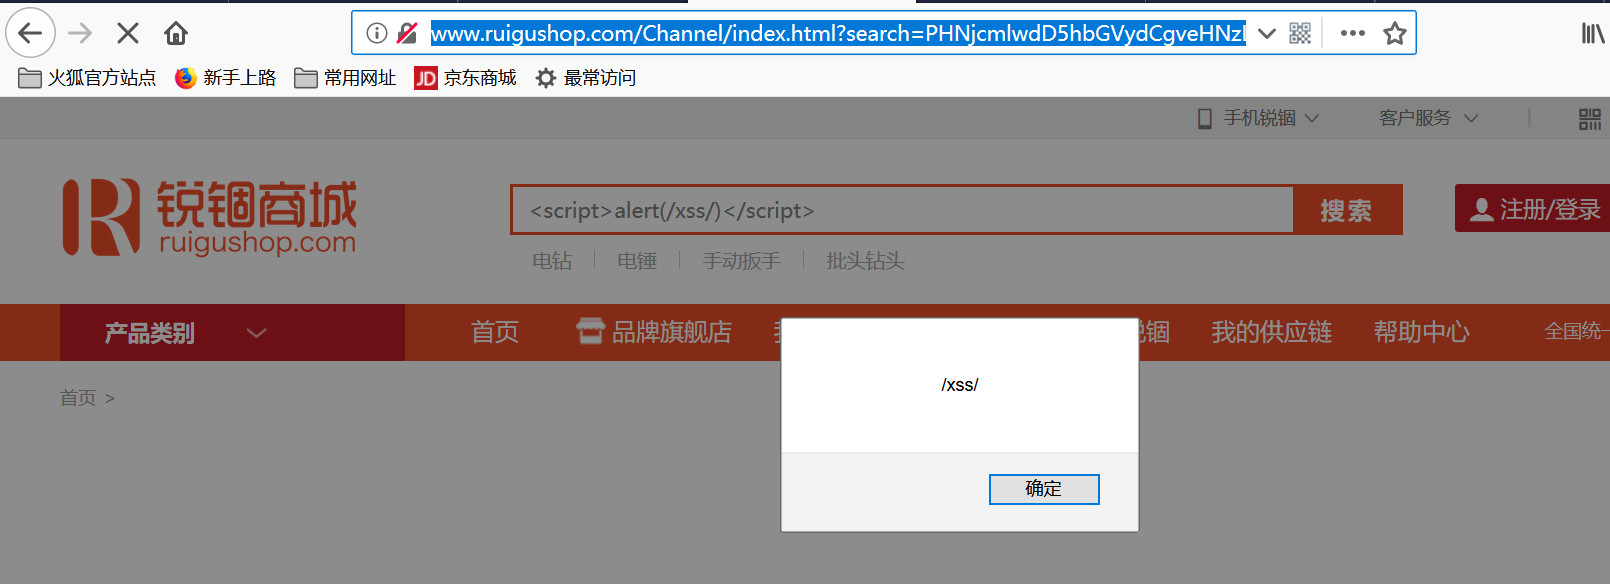 www.ruigushop.com/Channel/index.html?search=PHNjcmlwdD5hbGVydCgveHNzl
火狐官方站点 新手上路 常用网址 JD 京东商城 最常访问
手机锐锢 客户服务
锐锢商城
ruigushop.com
<script>alert(/xss/)</script> 搜索
注册/登录
电钻 电锤 手动扳手 批头钻头
产品类别 首页 品牌旗舰店 锐锢 我的供应链 帮助中心 全国统一
首页 >
/xss/
确定